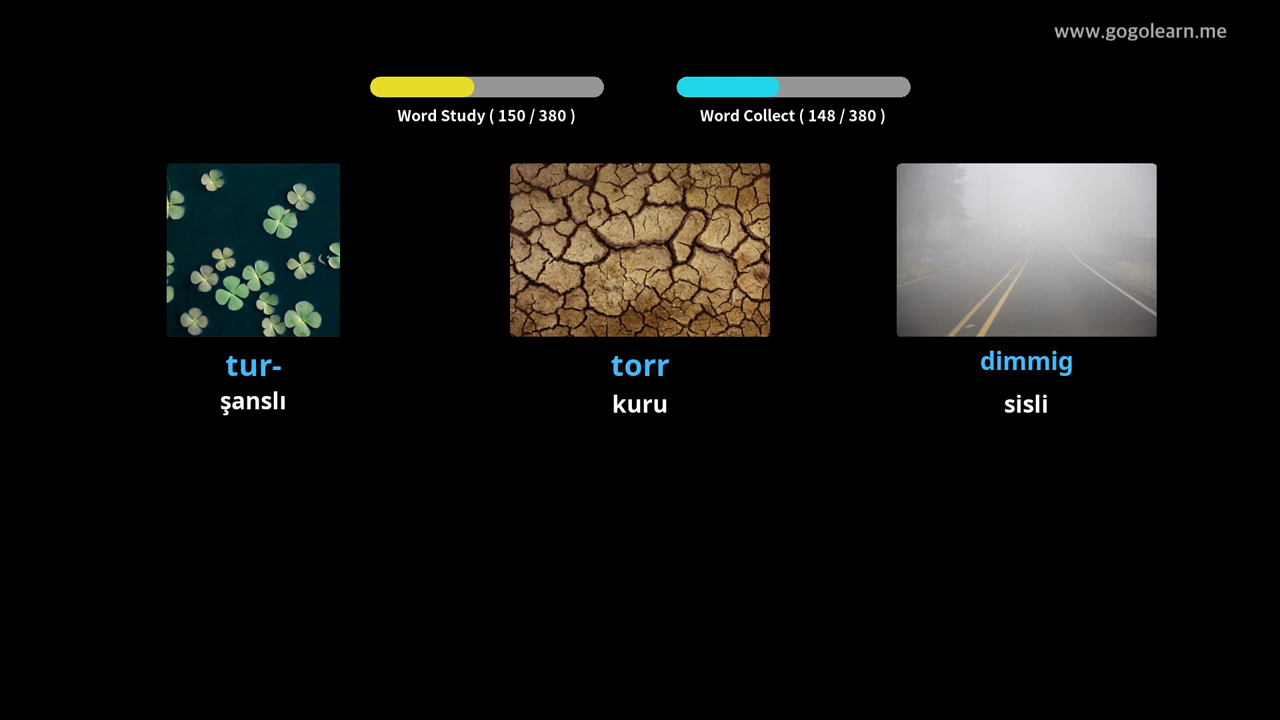 www.gogolearn.me
Word Study ( 150 / 380 )
Word Collect ( 148 / 380 )
tur-
şanslı
torr
kuru
dimmig
sisli